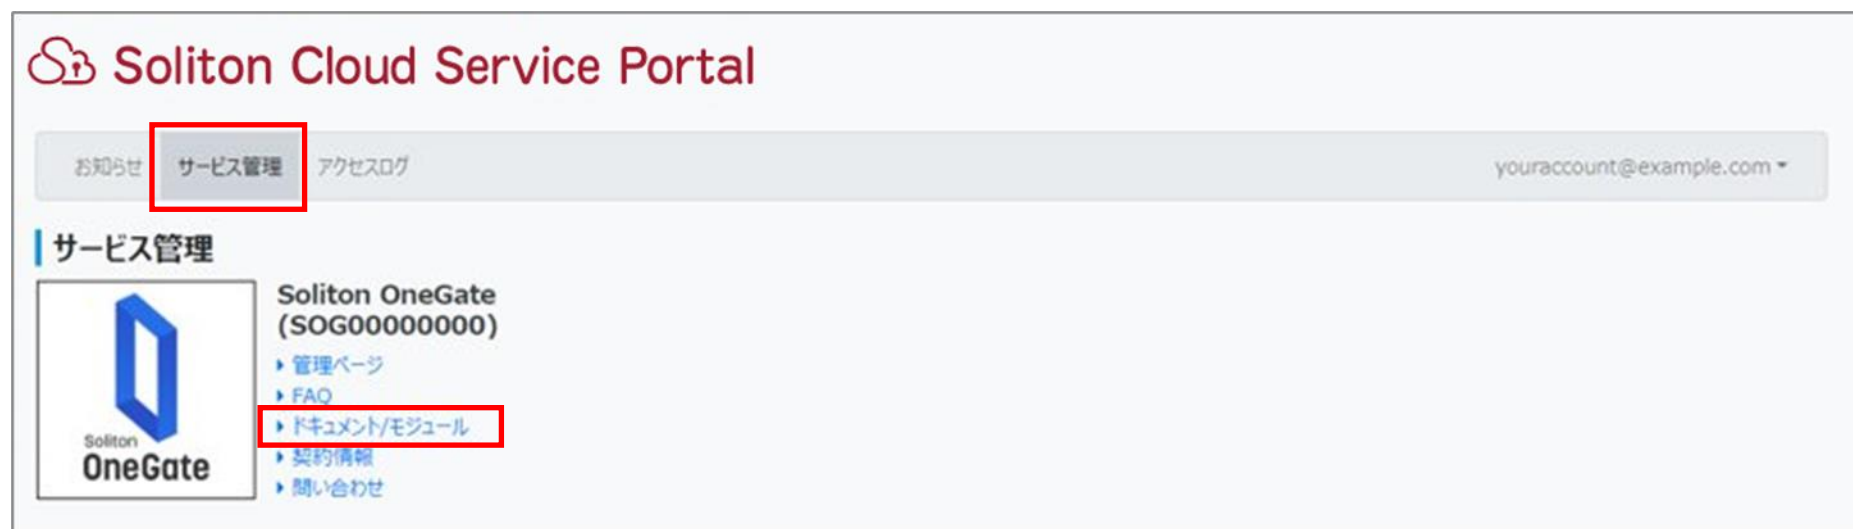 Soliton Cloud Service Portal
お知らせ サービス管理 アクセスログ youraccount@example.com
サービス管理
Soliton OneGate
(SOG00000000)
管理ページ
FAQ
ドキュメント/モジュール
契約情報
問い合わせ
Soliton
OneGate